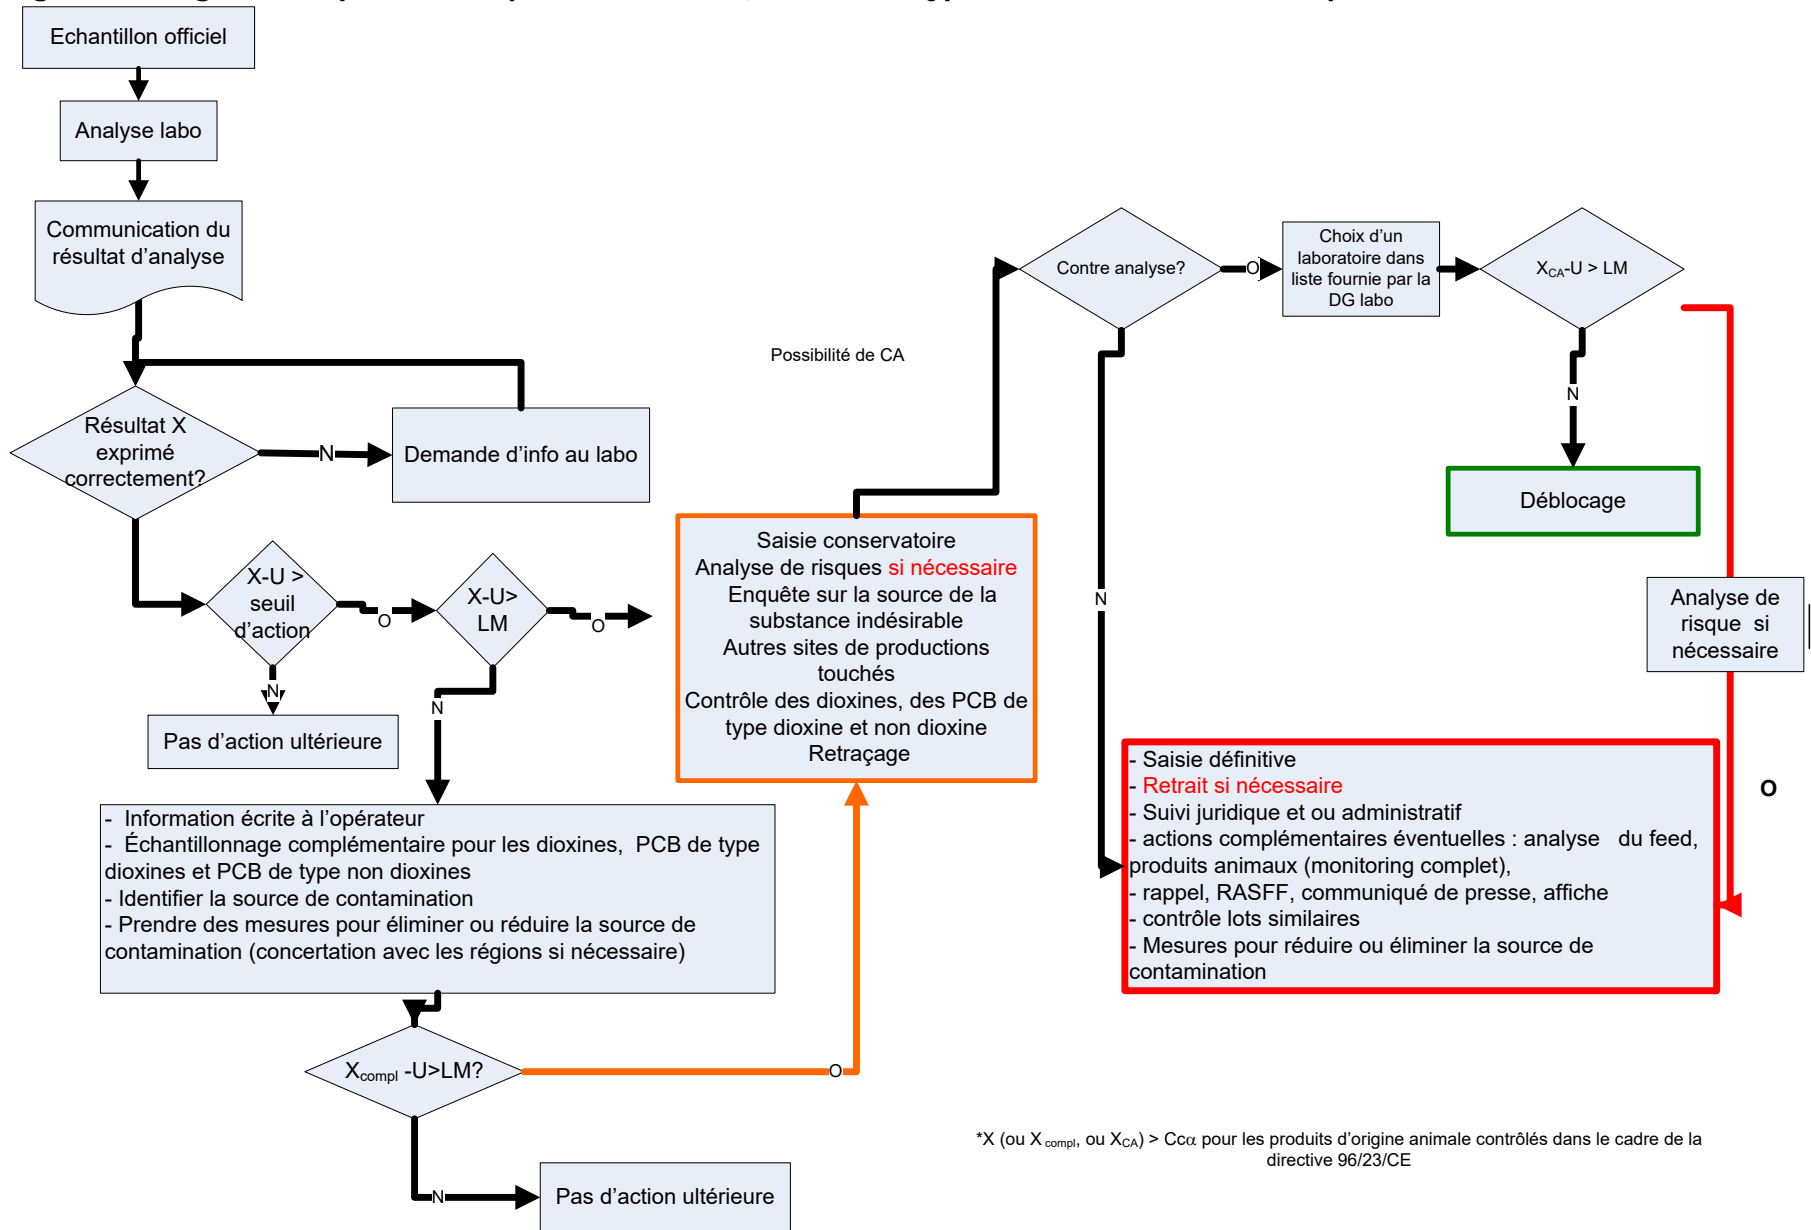 Echantillon officiel
Analyse labo
Communication du
résultat d’analyse
Résultat X
exprimé
correctement?
N
Demande d’info au labo
X-U >
seuil
d’action
O
N
Pas d’action ultérieure
X-U>
LM
O
N
- Information écrite à l’opérateur
- Échantillonnage complémentaire pour les dioxines, PCB de type
dioxines et PCB de type non dioxines
- Identifier la source de contamination
- Prendre des mesures pour éliminer ou réduire la source de
contamination (concertation avec les régions si nécessaire)
Xcompl -U>LM?
O
N
Pas d’action ultérieure
Saisie conservatoire
Analyse de risques si nécessaire
Enquête sur la source de la
substance indésirable
Autres sites de productions
touchés
Contrôle des dioxines, des PCB de
type dioxine et non dioxine
Retraçage
Possibilité de CA
Contre analyse?
O
N
Choix d’un
laboratoire dans
liste fournie par la
DG labo
XCA-U > LM
N
Déblocage
Analyse de
risque si
nécessaire
O
- Saisie définitive
- Retrait si nécessaire
- Suivi juridique et ou administratif
- actions complémentaires éventuelles : analyse du feed,
produits animaux (monitoring complet),
- rappel, RASFF, communiqué de presse, affiche
- contrôle lots similaires
- Mesures pour réduire ou éliminer la source de
contamination
*X (ou X compl, ou XCA) > Ccα pour les produits d’origine animale contrôlés dans le cadre de la
directive 96/23/CE